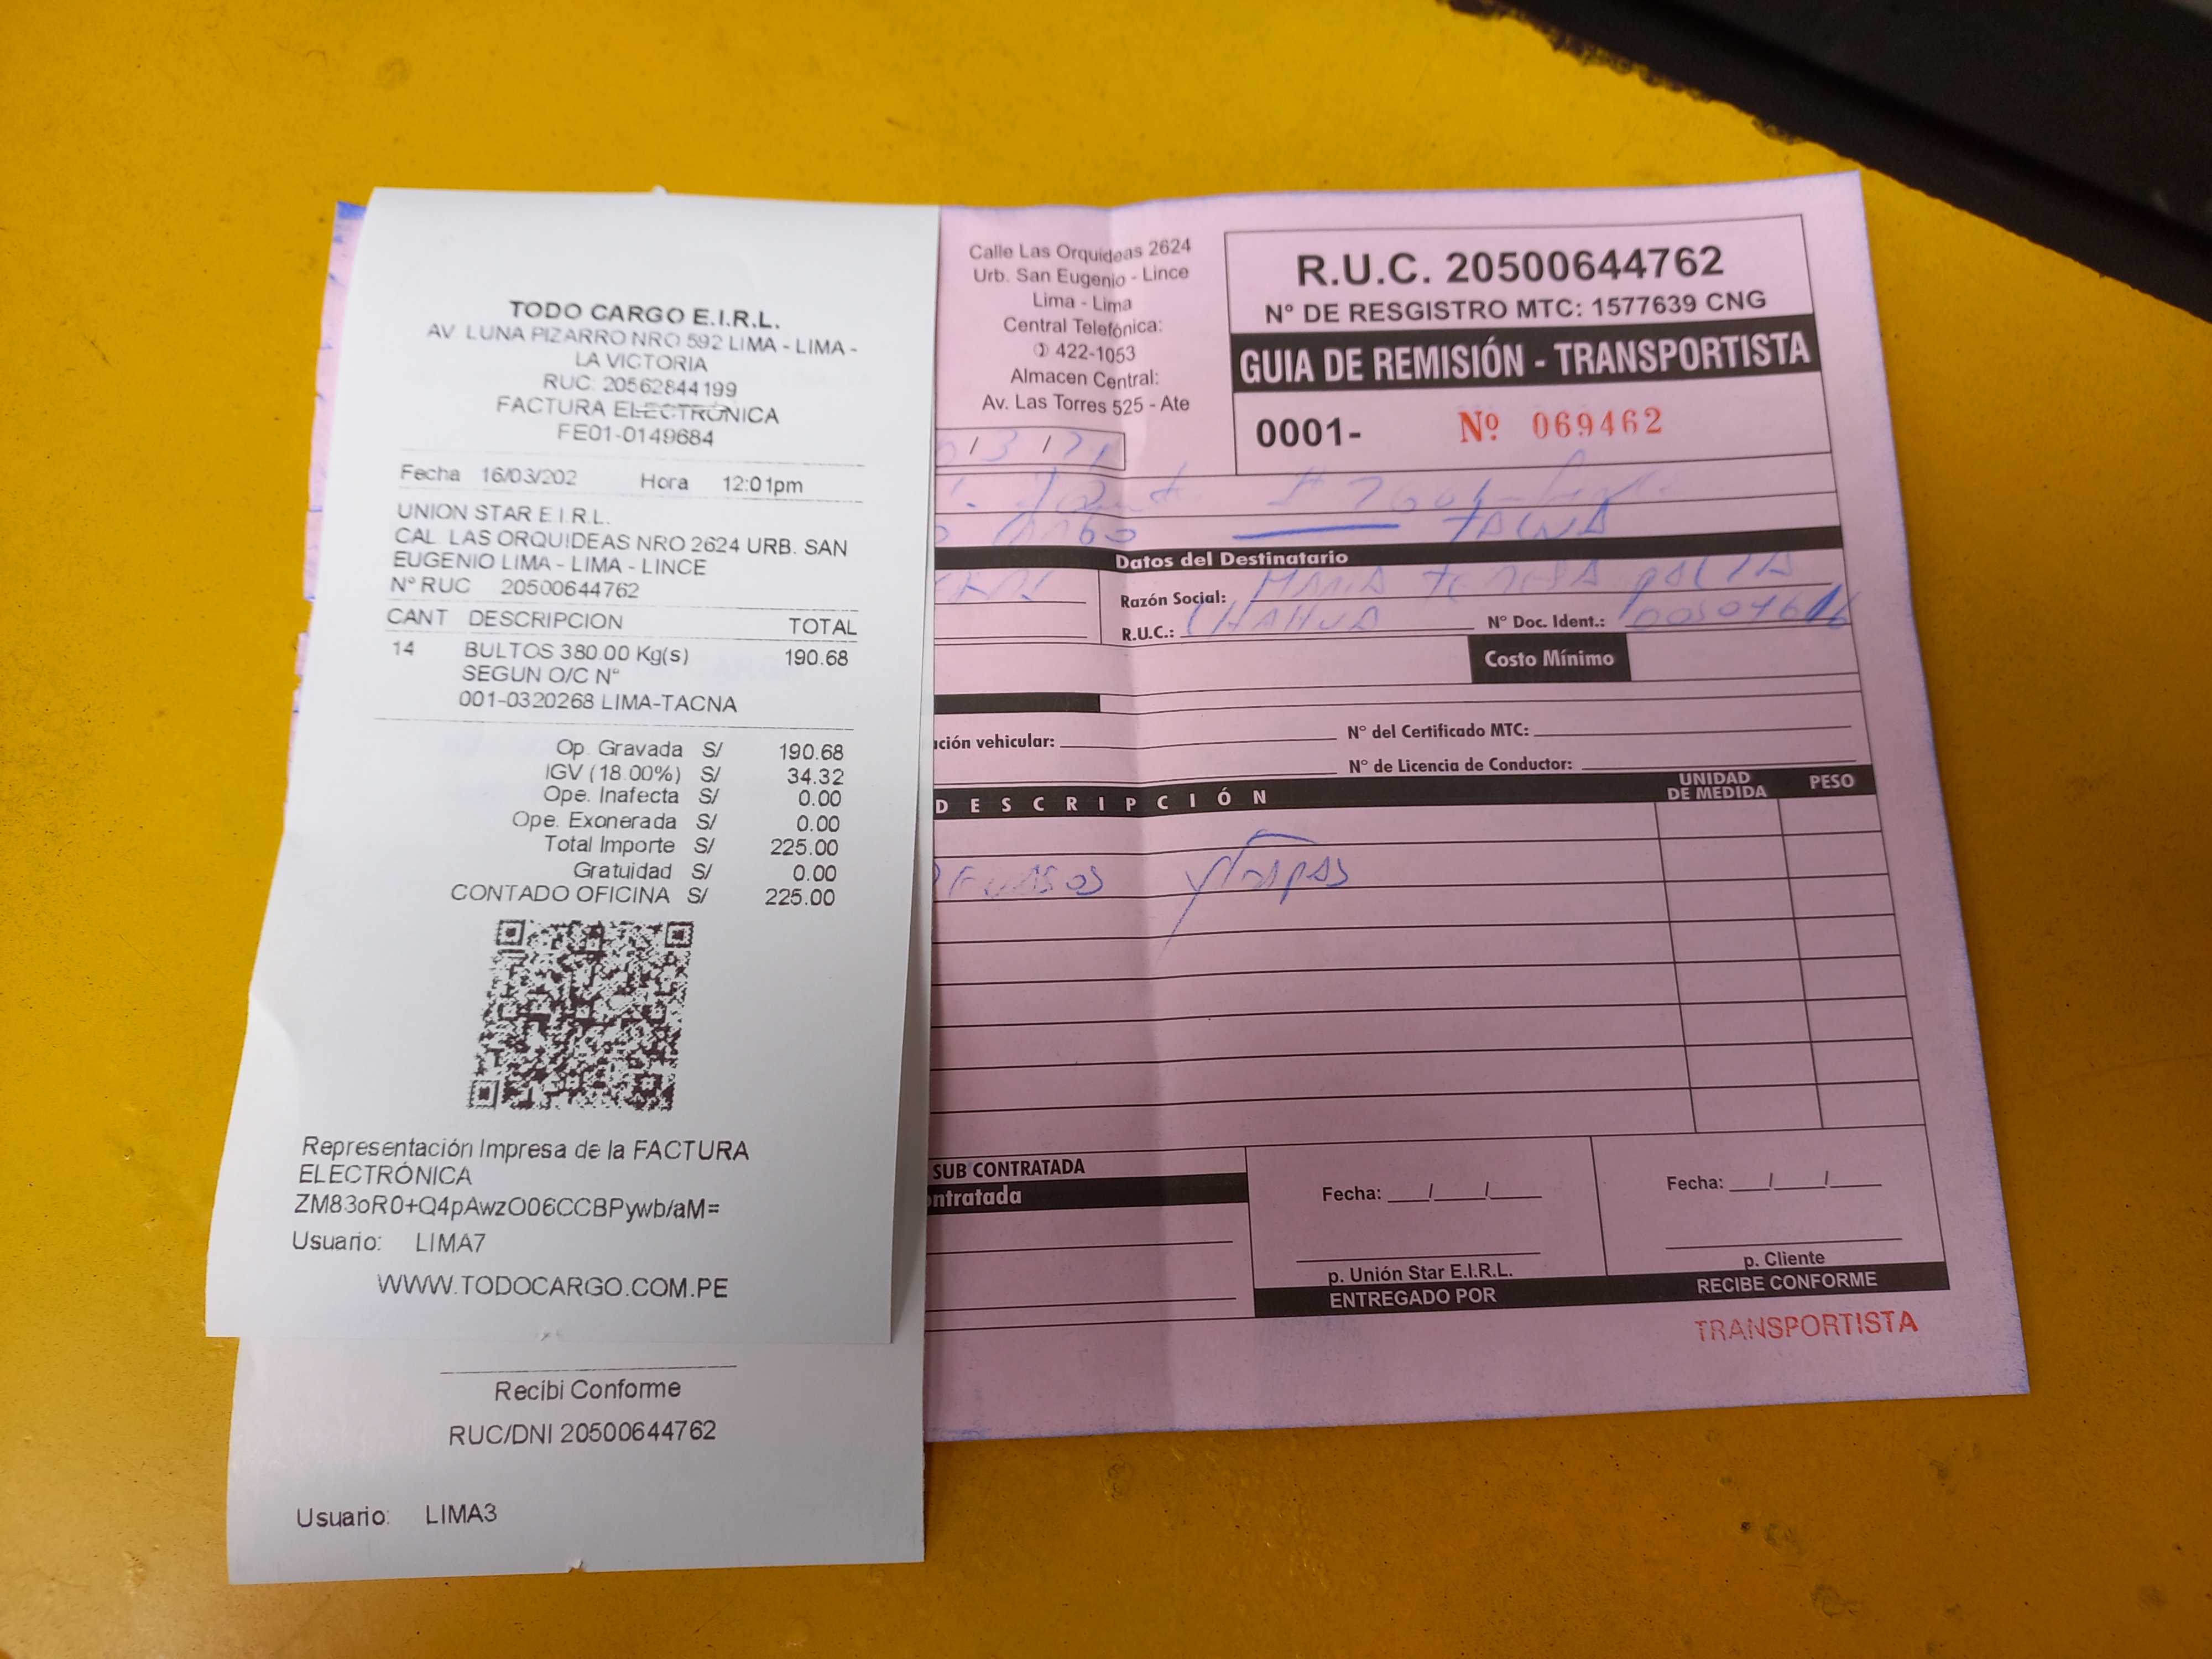 TODO CARGO E.I.R.L.
AV. LUNA PIZARRO NRO 592 LIMA - LIMA -
LA VICTORIA
RUC: 20562844199
FACTURA ELECTRÓNICA
FE01-0149684
Fecha 16/03/202 Hora 12:01pm
UNION STAR E.I.R.L.
CAL. LAS ORQUIDEAS NRO 2624 URB. SAN
EUGENIO LIMA - LIMA - LINCE
N° RUC 20500644762
CANT DESCRIPCION TOTAL
14 BULTOS 380.00 Kg(s) 190.68
SEGUN O/C N°
001-0320268 LIMA-TACNA
Op. Gravada S/ 190.68
IGV (18.00%) S/ 34.32
Ope. Inafecta S/ 0.00
Ope. Exonerada S/ 0.00
Total Importe S/ 225.00
Gratuidad S/ 0.00
CONTADO OFICINA S/ 225.00
Representación Impresa de la FACTURA
ELECTRÓNICA
ZM83oR0+Q4pAwzO06CCBPywb/aM=
Usuario: LIMA7
WWW.TODOCARGO.COM.PE
Recibi Conforme
RUC/DNI 20500644762
Usuario: LIMA3
Calle Las Orquideas 2624
Urb. San Eugenio - Lince
Lima - Lima
Central Telefónica:
422-1053
Almacen Central:
Av. Las Torres 525 - Ate
R.U.C. 20500644762
N° DE RESGISTRO MTC: 1577639 CNG
GUIA DE REMISIÓN - TRANSPORTISTA
0001- Nº 069462
TACNA
Datos del Destinatario
Razón Social: MARIA TERESA
R.U.C.: CHAHUA N° Doc. Ident.:
Costo Mínimo
ción vehicular: N° del Certificado MTC:
N° de Licencia de Conductor:
DESCRIPCIÓN UNIDAD DE MEDIDA PESO
SUB CONTRATADA
ntratada
Fecha: / /
Fecha: / /
p. Unión Star E.I.R.L.
ENTREGADO POR
p. Cliente
RECIBE CONFORME
TRANSPORTISTA